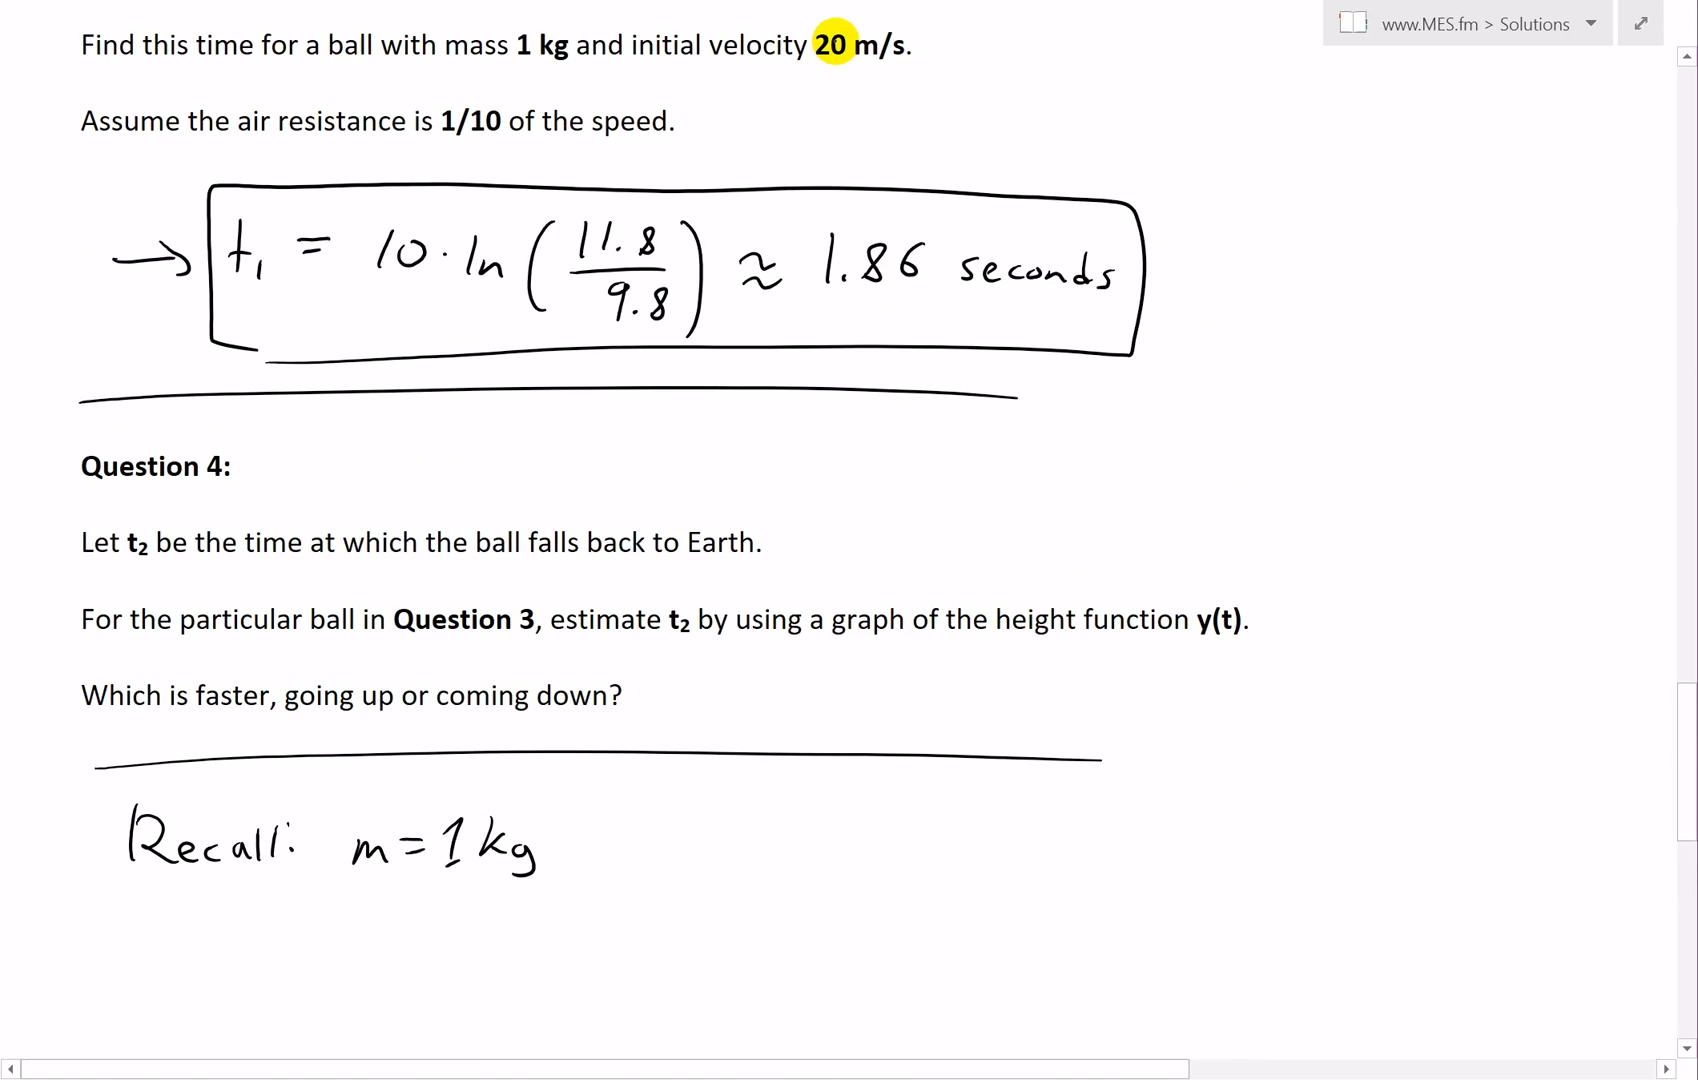 www.MES.fm > Solutions
Find this time for a ball with mass 1 kg and initial velocity 20 m/s.
Assume the air resistance is 1/10 of the speed.
→ t₁ = 10 · ln (11.8/9.8) ≈ 1.86 seconds
Question 4:
Let t₂ be the time at which the ball falls back to Earth.
For the particular ball in Question 3, estimate t₂ by using a graph of the height function y(t).
Which is faster, going up or coming down?
Recall: m = 1 kg